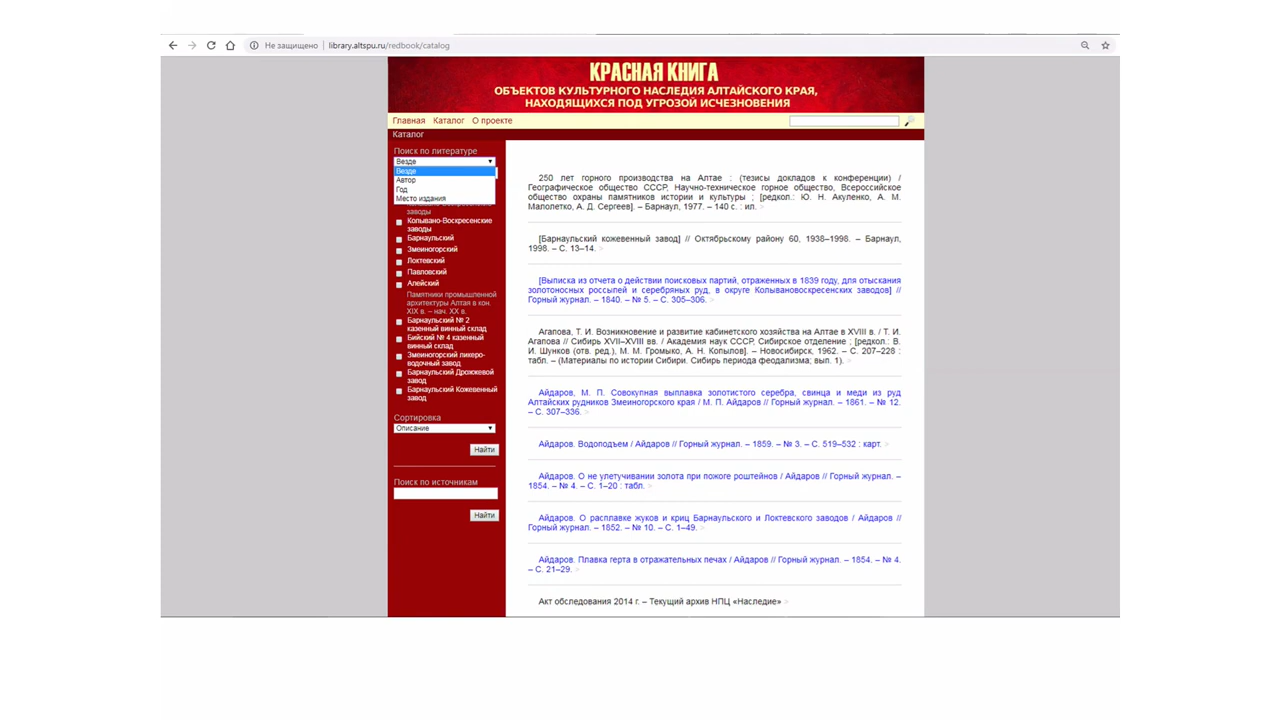 Не защищено library.altspu.ru/redbook/catalog
КРАСНАЯ КНИГА
ОБЪЕКТОВ КУЛЬТУРНОГО НАСЛЕДИЯ АЛТАЙСКОГО КРАЯ,
НАХОДЯЩИХСЯ ПОД УГРОЗОЙ ИСЧЕЗНОВЕНИЯ
Главная Каталог О проекте
Каталог
Поиск по литературе
Везде
Везде
Автор
Год
Место издания
заводы
Колывано-Воскресенские
заводы
Барнаульский
Змеиногорский
Локтевский
Павловский
Алейский
Памятники промышленной
архитектуры Алтая в кон.
XIX в. – нач. XX в.
Барнаульский № 2
казенный винный склад
Бийский № 4 казенный
винный склад
Змеиногорский ликеро-
водочный завод
Барнаульский Дрожжевой
завод
Барнаульский Кожевенный
завод
Сортировка
Описание
Найти
Поиск по источникам
Найти
250 лет горного производства на Алтае : (тезисы докладов к конференции) /
Географическое общество СССР, Научно-техническое горное общество, Всероссийское
общество охраны памятников истории и культуры ; [редкол.: Ю. Н. Акуленко, А. М.
Малолетко, А. Д. Сергеев]. – Барнаул, 1977. – 140 с. : ил. >
[Барнаульский кожевенный завод] // Октябрьскому району 60, 1938–1998. – Барнаул,
1998. – С. 13–14. >
[Выписка из отчета о действии поисковых партий, отраженных в 1839 году, для отыскания
золотоносных россыпей и серебряных руд, в округе Колывановоскресенских заводов] //
Горный журнал. – 1840. – № 5. – С. 305–306. >
Агапова, Т. И. Возникновение и развитие кабинетского хозяйства на Алтае в XVIII в. / Т. И.
Агапова // Сибирь XVII–XVIII вв. / Академия наук СССР, Сибирское отделение ; [редкол.: В.
И. Шунков (отв. ред.), М. М. Громыко, А. Н. Копылов]. – Новосибирск, 1962. – С. 207–228 :
табл. – (Материалы по истории Сибири. Сибирь периода феодализма; вып. 1). >
Айдаров, М. П. Совокупная выплавка золотистого серебра, свинца и меди из руд
Алтайских рудников Змеиногорского края / М. П. Айдаров // Горный журнал. – 1861. – № 12.
– С. 307–336. >
Айдаров. Водоподъем / Айдаров // Горный журнал. – 1859. – № 3. – С. 519–532 : карт. >
Айдаров. О не улетучивании золота при пожоге роштейнов / Айдаров // Горный журнал. –
1854. – № 4. – С. 1–20 : табл. >
Айдаров. О расплавке жуков и криц Барнаульского и Локтевского заводов / Айдаров //
Горный журнал. – 1852. – № 10. – С. 1–49. >
Айдаров. Плавка герта в отражательных печах / Айдаров // Горный журнал. – 1854. – № 4.
– С. 21–29. >
Акт обследования 2014 г. – Текущий архив НПЦ «Наследие» >